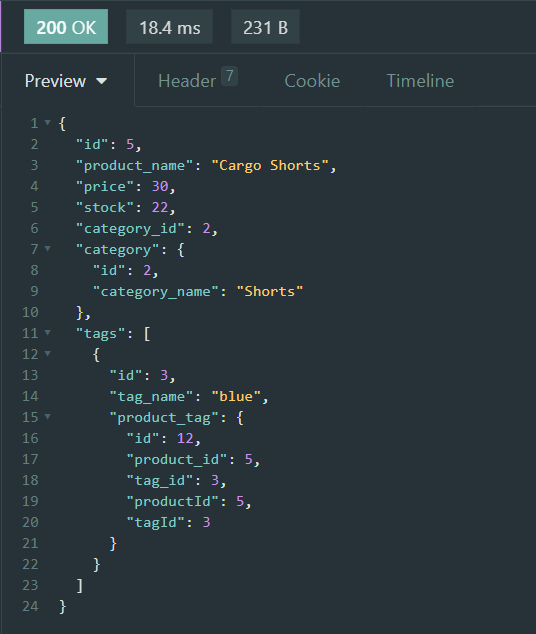 200 OK 18.4 ms 231 B
Preview Header 7 Cookie Timeline
1 {
2 "id": 5,
3 "product_name": "Cargo Shorts",
4 "price": 30,
5 "stock": 22,
6 "category_id": 2,
7 "category": {
8 "id": 2,
9 "category_name": "Shorts"
10 },
11 "tags": [
12 {
13 "id": 3,
14 "tag_name": "blue",
15 "product_tag": {
16 "id": 12,
17 "product_id": 5,
18 "tag_id": 3,
19 "productId": 5,
20 "tagId": 3
21 }
22 }
23 ]
24 }